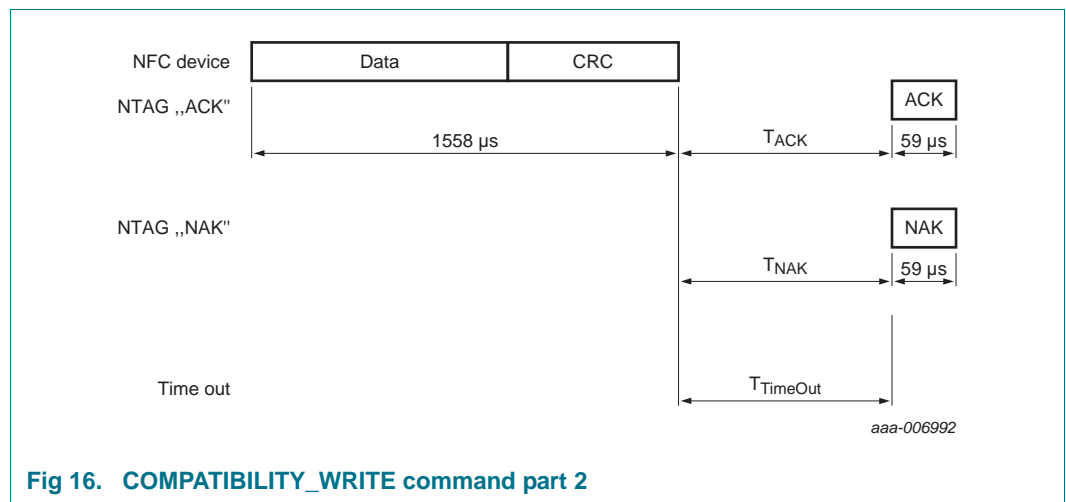 NFC device Data CRC
NTAG ,,ACK" ACK
1558 µs TACK 59 µs
NTAG ,,NAK" NAK
TNAK 59 µs
Time out TTimeOut
aaa-006992
Fig 16. COMPATIBILITY_WRITE command part 2